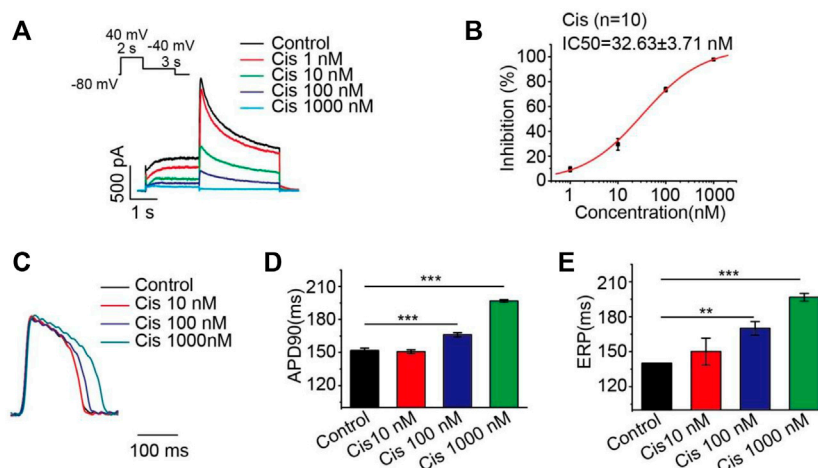 A
40 mV
2 s
-40 mV
3 s
-80 mV
Control
Cis 1 nM
Cis 10 nM
Cis 100 nM
Cis 1000 nM
500 pA
1 s
B
Cis (n=10)
IC50=32.63±3.71 nM
Inhibition (%)
100
80
60
40
20
0
1
10
100
1000
Concentration(nM)
C
Control
Cis 10 nM
Cis 100 nM
Cis 1000nM
100 ms
D
APD90(ms)
210
180
150
120
***
***
Control
Cis10 nM
Cis 100 nM
Cis 1000 nM
E
ERP(ms)
210
180
150
120
***
**
Control
Cis10 nM
Cis 100 nM
Cis 1000 nM